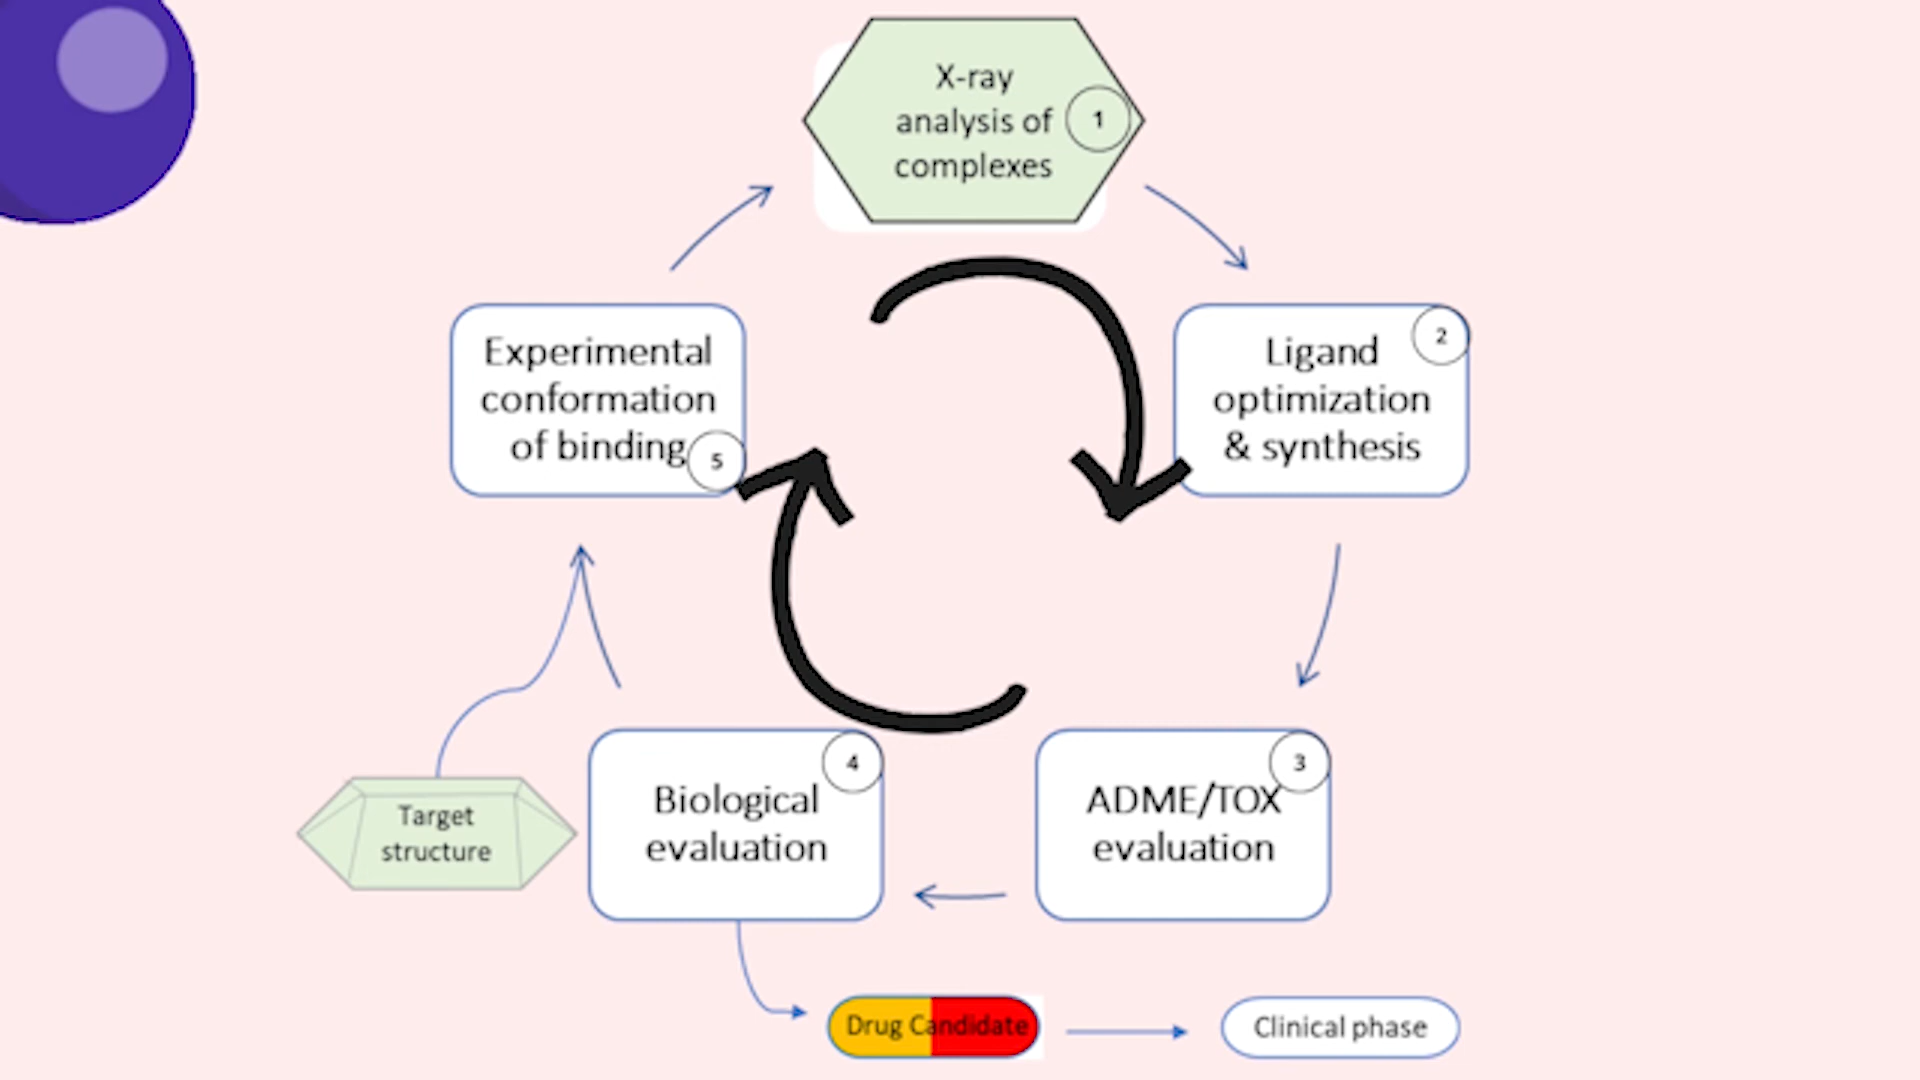 X-ray
analysis of
complexes
1
Ligand
optimization
& synthesis
2
ADME/TOX
evaluation
3
Biological
evaluation
4
Experimental
conformation
of binding
5
Target
structure
Drug Candidate
Clinical phase